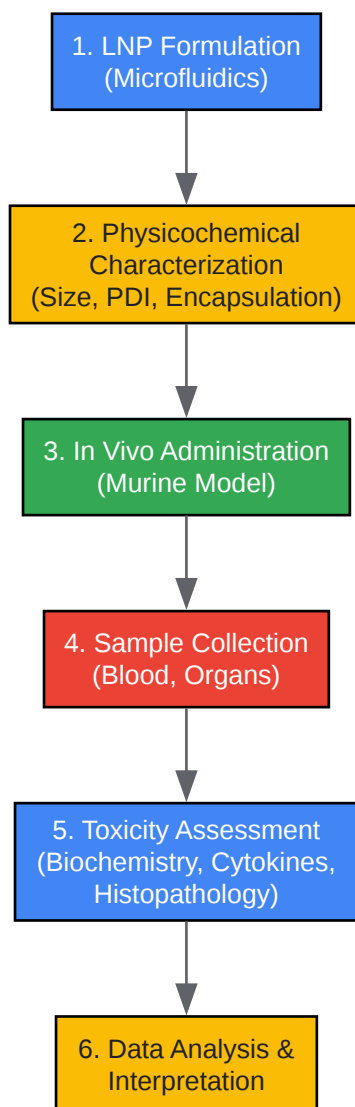 1. LNP Formulation
(Microfluidics)
2. Physicochemical
Characterization
(Size, PDI, Encapsulation)
3. In Vivo Administration
(Murine Model)
4. Sample Collection
(Blood, Organs)
5. Toxicity Assessment
(Biochemistry, Cytokines,
Histopathology)
6. Data Analysis &
Interpretation